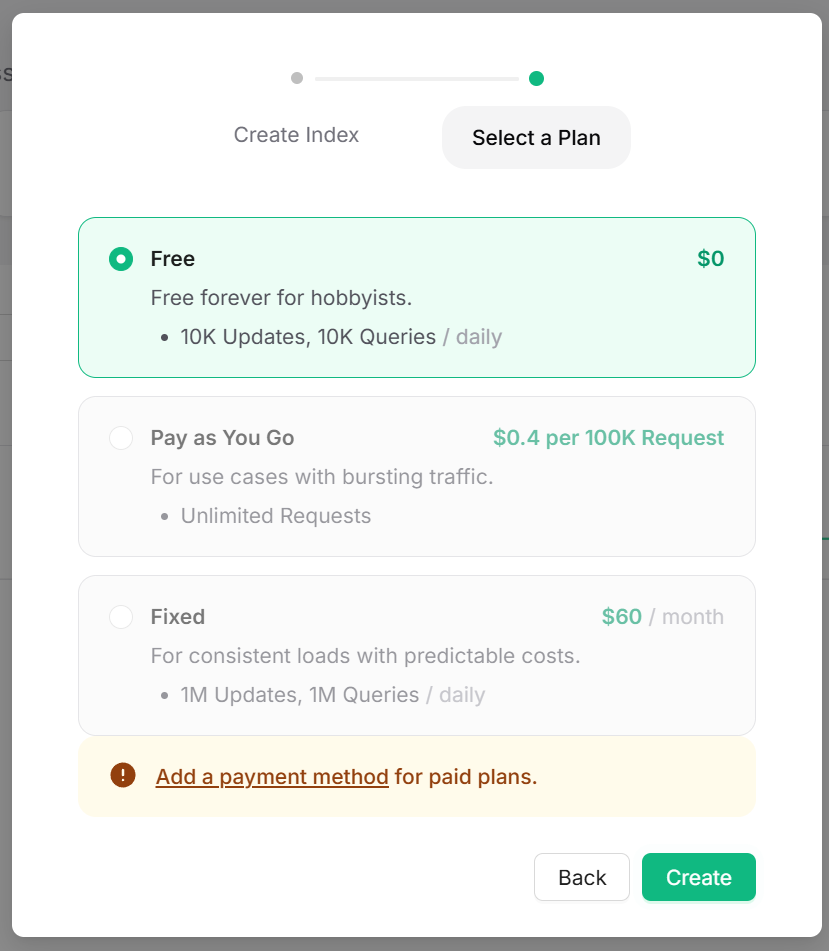 Create Index
Select a Plan
Free
$0
Free forever for hobbyists.
• 10K Updates, 10K Queries / daily
Pay as You Go
$0.4 per 100K Request
For use cases with bursting traffic.
• Unlimited Requests
Fixed
$60 / month
For consistent loads with predictable costs.
• 1M Updates, 1M Queries / daily
Add a payment method for paid plans.
Back
Create